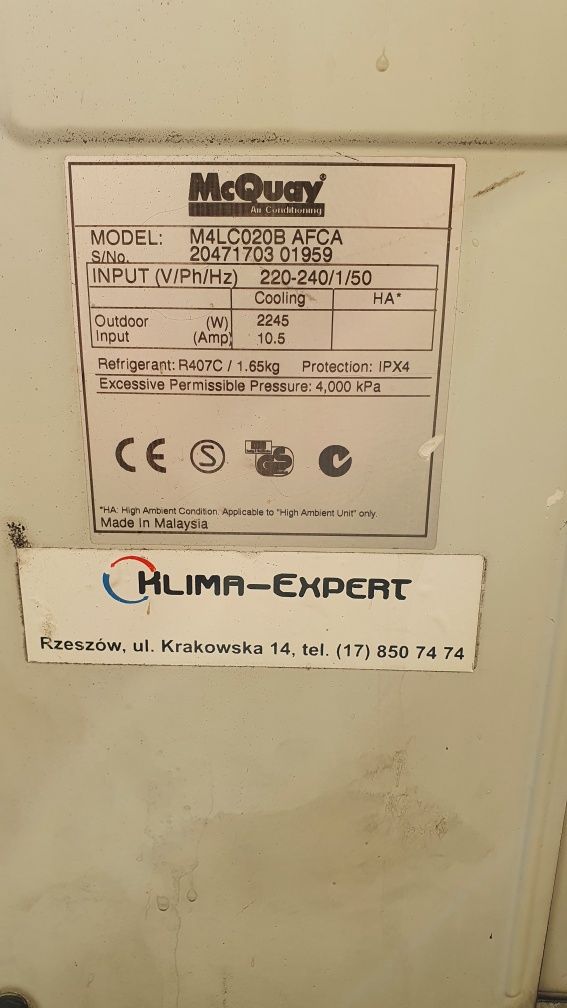 McQuay®
Air Conditioning
MODEL: M4LC020B AFCA
S/No. 20471703 01959
INPUT (V/Ph/Hz) 220-240/1/50
Cooling HA*
Outdoor (W) 2245
Input (Amp) 10.5
Refrigerant: R407C / 1.65kg Protection: IPX4
Excessive Permissible Pressure: 4,000 kPa
CE S GS
*HA: High Ambient Condition. Applicable to "High Ambient Unit" only.
Made In Malaysia
KLIMA-EXPERT
Rzeszów, ul. Krakowska 14, tel. (17) 850 74 74